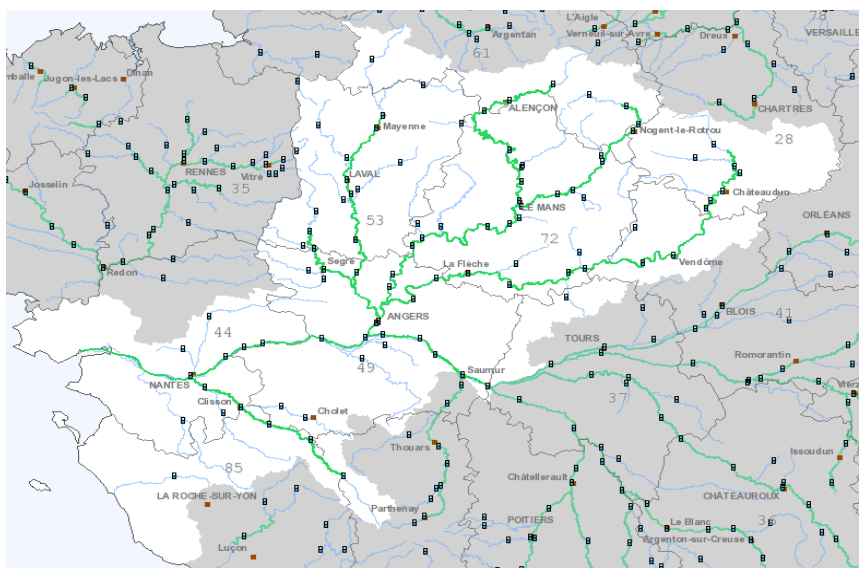 L'Aigle
78
Verneuil-sur-Avre
Argentan
Dreux
VERSAILLE
61
Dinan
Jugon-les-Lacs
ALENÇON
CHARTRES
Mayenne
Nogent-le-Rotrou
28
RENNES
Vitré
LAVAL
Josselin
35
Châteaudun
LE MANS
53
ORLÉANS
72
Segré
La Flèche
Vendôme
Redon
BLOIS
ANGERS
41
44
TOURS
Romorantin
49
Saumur
NANTES
37
Clisson
Cholet
Thouars
Issoudun
85
Châtellerault
LA ROCHE-SUR-YON
CHÂTEAUROUX
Parthenay
POITIERS
Le Blanc
36
Argenton-sur-Creuse
Luçon